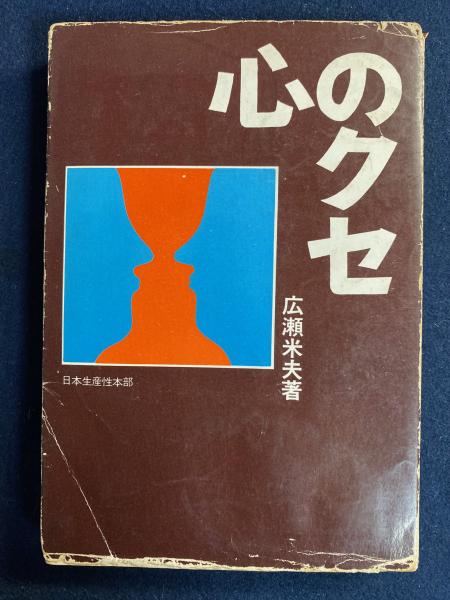 心のクセ
広瀬米夫著
日本生産性本部